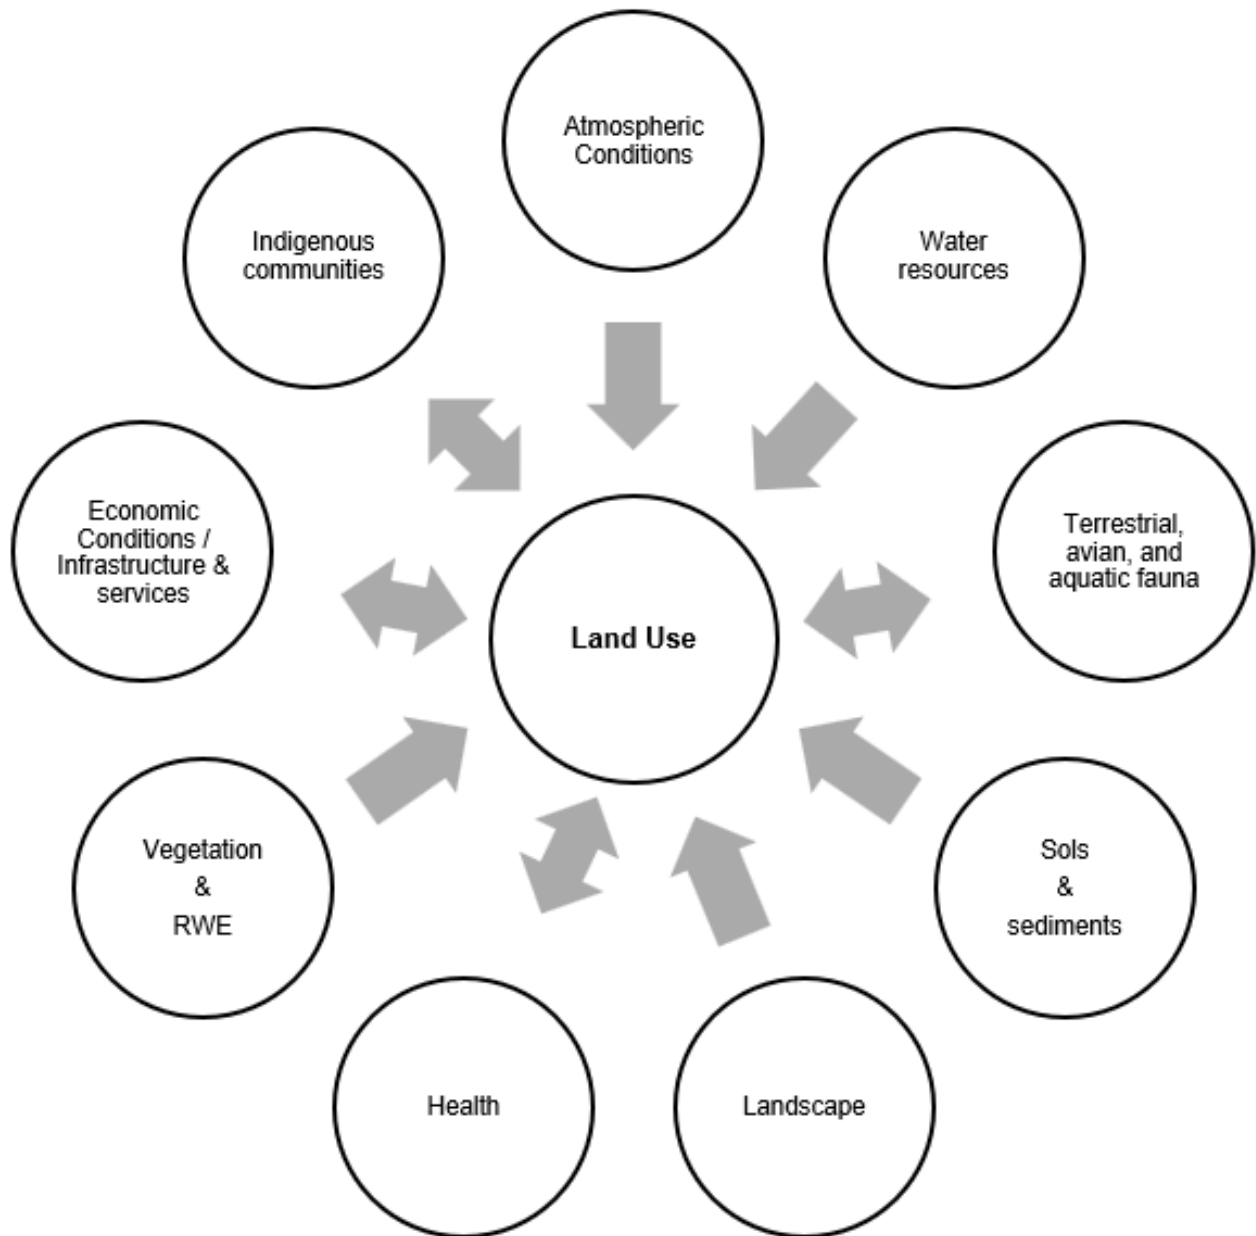 Atmospheric
Conditions
Water
resources
Terrestrial,
avian, and
aquatic fauna
Sols
&
sediments
Landscape
Health
Vegetation
&
RWE
Economic
Conditions /
Infrastructure &
services
Indigenous
communities
Land Use